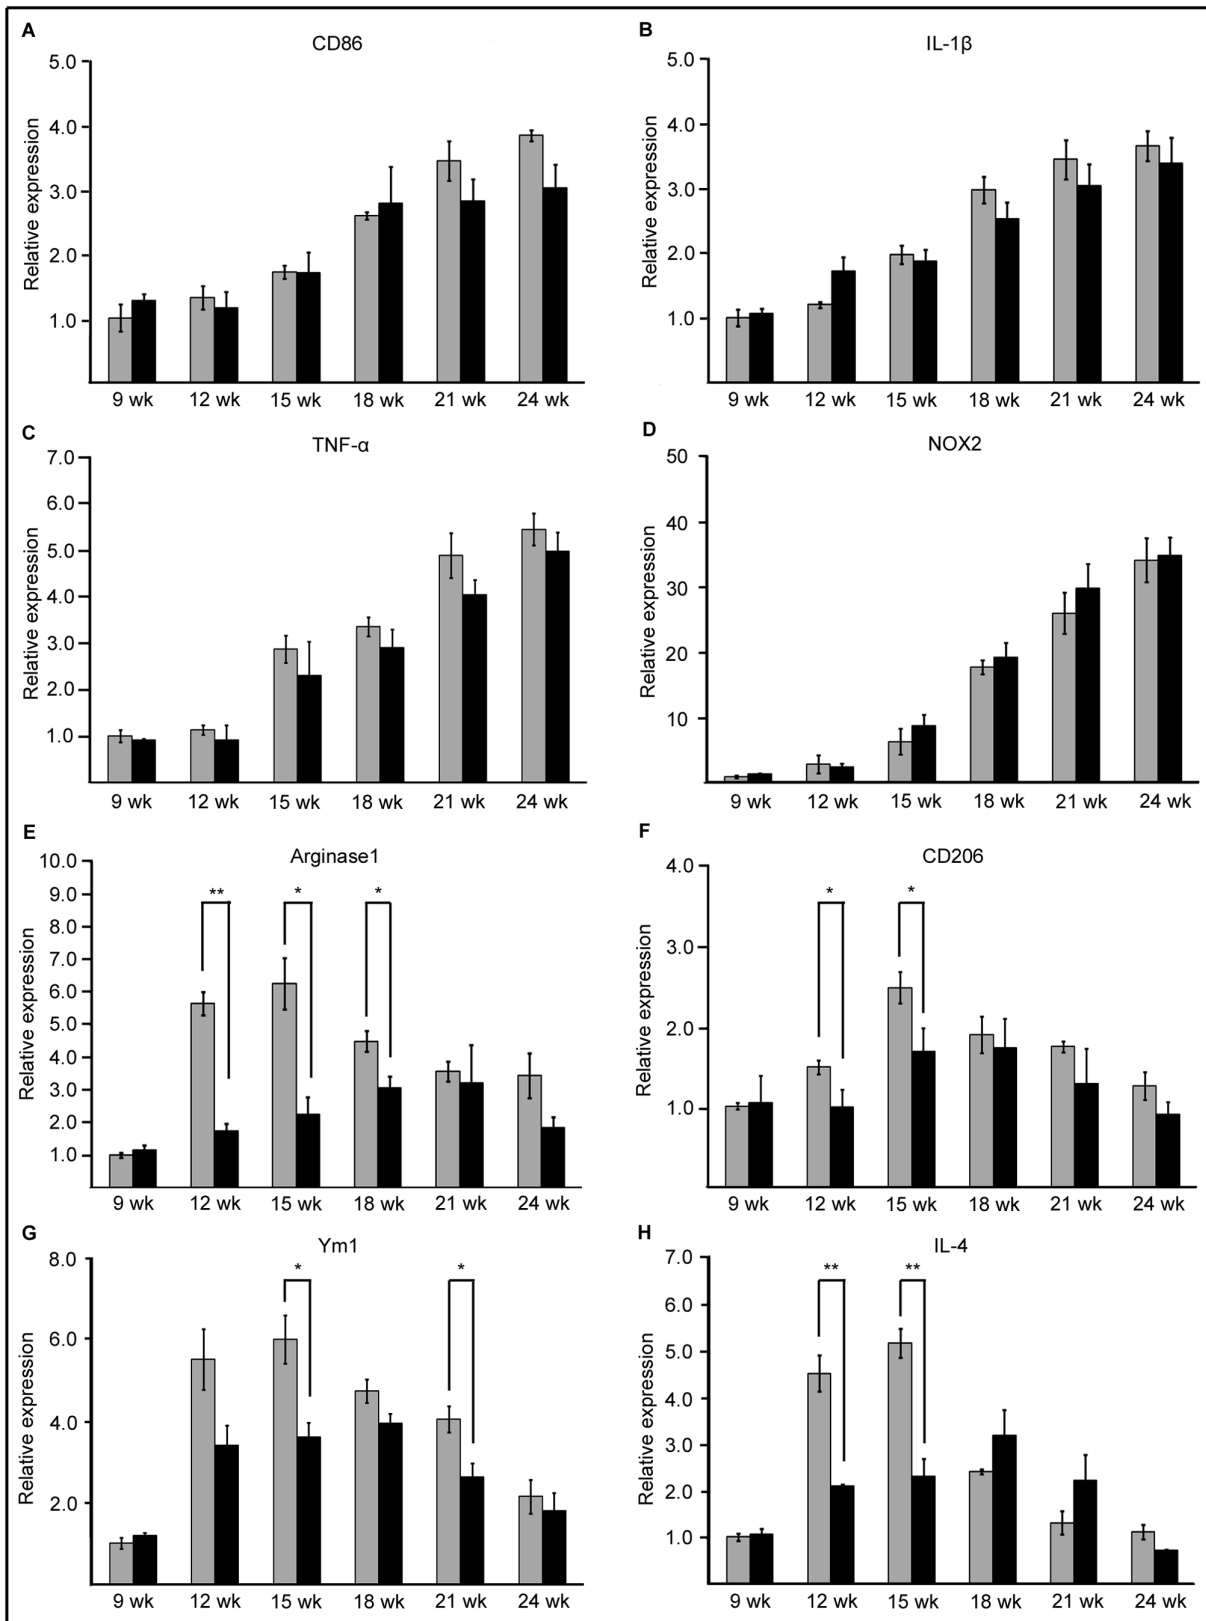 A
CD86
Relative expression
5.0
4.0
3.0
2.0
1.0
9 wk 12 wk 15 wk 18 wk 21 wk 24 wk
B
IL-1β
Relative expression
5.0
4.0
3.0
2.0
1.0
9 wk 12 wk 15 wk 18 wk 21 wk 24 wk
C
TNF-α
Relative expression
7.0
6.0
5.0
4.0
3.0
2.0
1.0
9 wk 12 wk 15 wk 18 wk 21 wk 24 wk
D
NOX2
Relative expression
50
40
30
20
10
9 wk 12 wk 15 wk 18 wk 21 wk 24 wk
E
Arginase1
Relative expression
10.0
9.0
8.0
7.0
6.0
5.0
4.0
3.0
2.0
1.0
** * *
9 wk 12 wk 15 wk 18 wk 21 wk 24 wk
F
CD206
Relative expression
4.0
3.0
2.0
1.0
* *
9 wk 12 wk 15 wk 18 wk 21 wk 24 wk
G
Ym1
Relative expression
8.0
6.0
4.0
2.0
* *
9 wk 12 wk 15 wk 18 wk 21 wk 24 wk
H
IL-4
Relative expression
7.0
6.0
5.0
4.0
3.0
2.0
1.0
** **
9 wk 12 wk 15 wk 18 wk 21 wk 24 wk